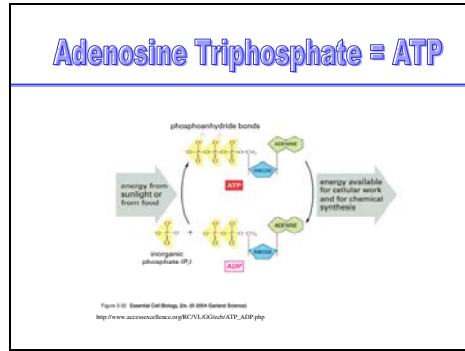 Adenosine Triphosphate = ATP
phosphoanhydride bonds
ADENINE
RIBOSE
ATP
energy from
sunlight or
from food
energy available
for cellular work
and for chemical
synthesis
ADENINE
RIBOSE
inorganic
phosphate (Pi)
+
ADP
Figure 3-32 Essential Cell Biology, 2/e. (© 2004 Garland Science)
http://www.accessexcellence.org/RC/VL/GG/ecb/ATP_ADP.php